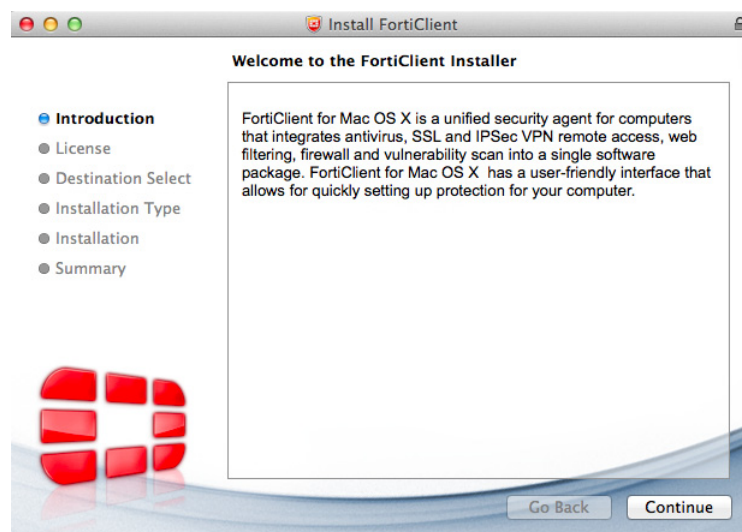 Install FortiClient
Welcome to the FortiClient Installer
Introduction
License
Destination Select
Installation Type
Installation
Summary
FortiClient for Mac OS X is a unified security agent for computers
that integrates antivirus, SSL and IPSec VPN remote access, web
filtering, firewall and vulnerability scan into a single software
package. FortiClient for Mac OS X  has a user-friendly interface that
allows for quickly setting up protection for your computer.
Go Back
Continue